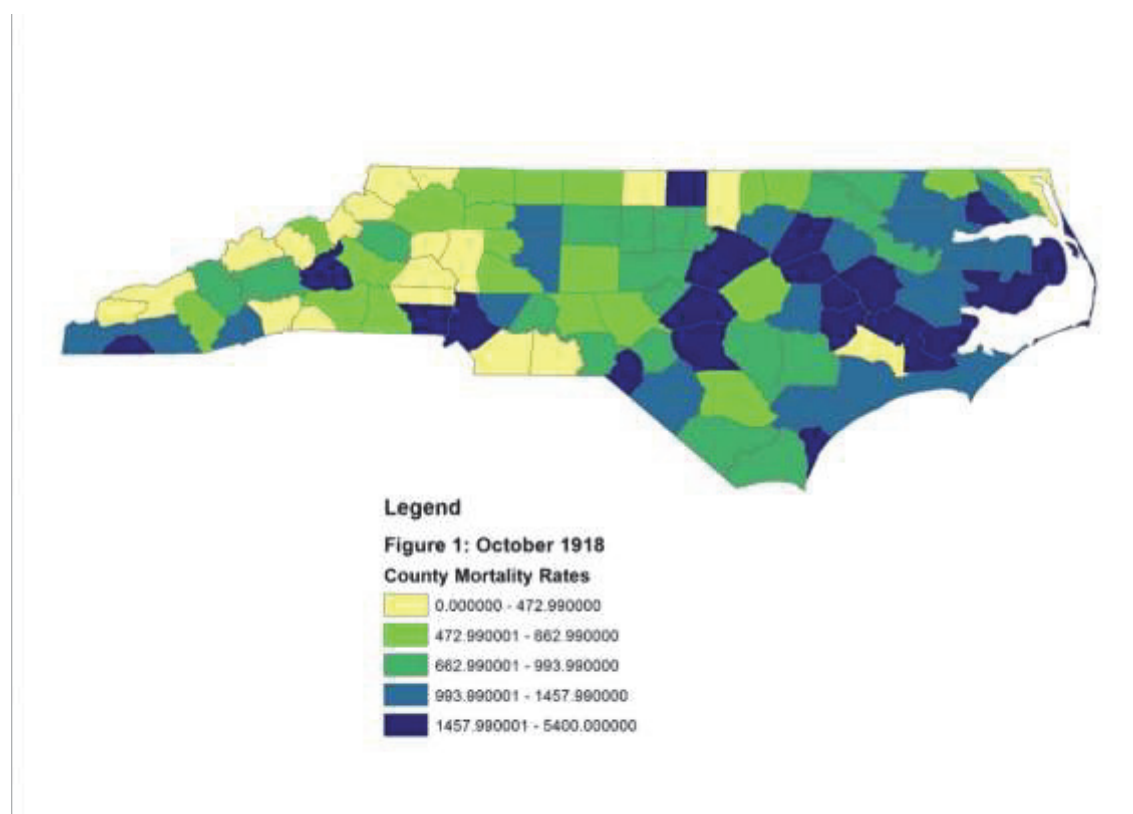 Legend
Figure 1: October 1918
County Mortality Rates
0.000000 - 472.990000
472.990001 - 662.990000
662.990001 - 993.990000
993.990001 - 1457.990000
1457.990001 - 5400.000000